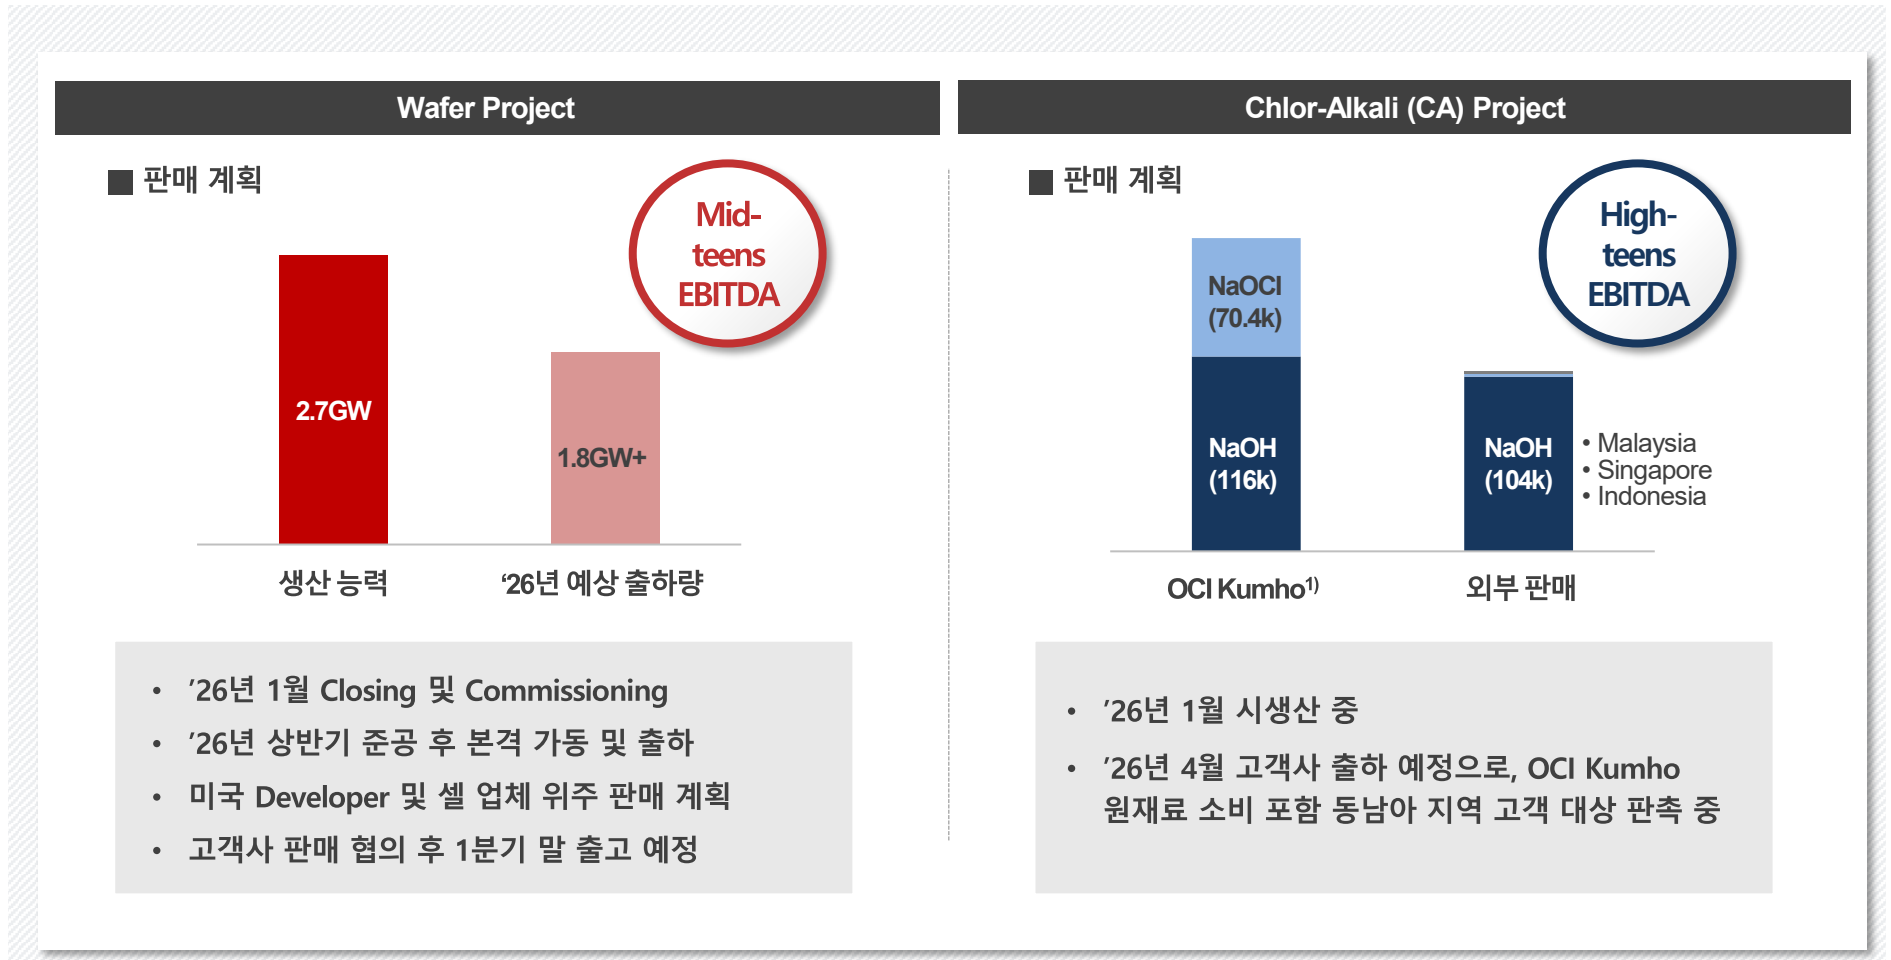 Wafer Project
■ 판매 계획
Mid-
teens
EBITDA
2.7GW
1.8GW+
생산 능력
‘26년 예상 출하량
• ’26년 1월 Closing 및 Commissioning
• ’26년 상반기 준공 후 본격 가동 및 출하
• 미국 Developer 및 셀 업체 위주 판매 계획
• 고객사 판매 협의 후 1분기 말 출고 예정
Chlor-Alkali (CA) Project
■ 판매 계획
High-
teens
EBITDA
NaOCl
(70.4k)
NaOH
(116k)
NaOH
(104k)
• Malaysia
• Singapore
• Indonesia
OCI Kumho¹⁾
외부 판매
• ’26년 1월 시생산 중
• ’26년 4월 고객사 출하 예정으로, OCI Kumho
원재료 소비 포함 동남아 지역 고객 대상 판촉 중